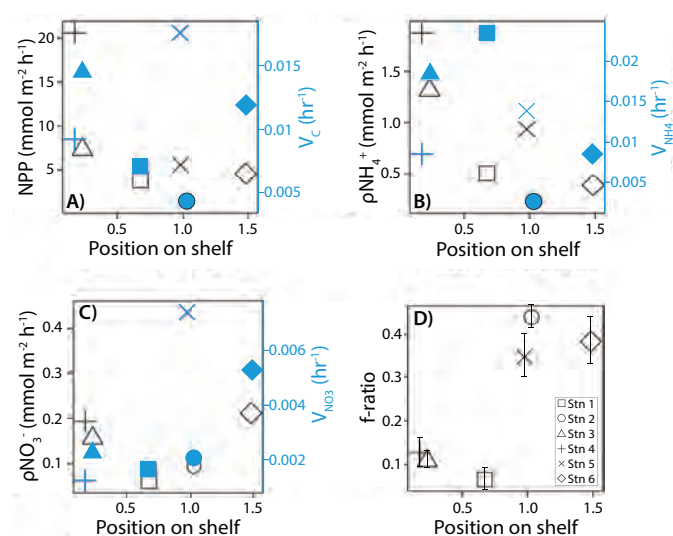 A)
NPP (mmol m⁻² h⁻¹)
20
15
10
5
0.015
0.010
0.005
V_C (hr⁻¹)
0.5 1.0 1.5
Position on shelf
B)
ρNH₄⁺ (mmol m⁻² h⁻¹)
1.5
1.0
0.5
0.02
0.015
0.01
0.005
V_NH4 (hr⁻¹)
0.5 1.0 1.5
Position on shelf
C)
ρNO₃⁻ (mmol m⁻² h⁻¹)
0.4
0.3
0.2
0.1
0.006
0.004
0.002
V_NO3 (hr⁻¹)
0.5 1.0 1.5
Position on shelf
D)
f-ratio
0.4
0.3
0.2
0.1
Stn 1
Stn 2
Stn 3
Stn 4
Stn 5
Stn 6
0.5 1.0 1.5
Position on shelf